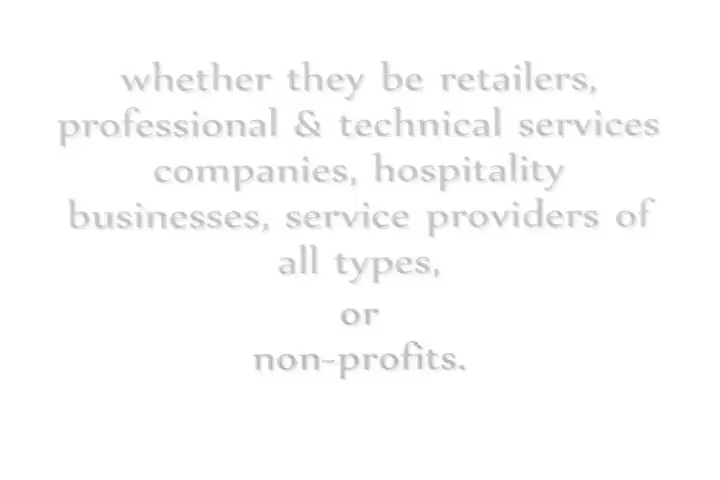 whether they be retailers,
professional & technical services
companies, hospitality
businesses, service providers of
all types,
or
non-profits.